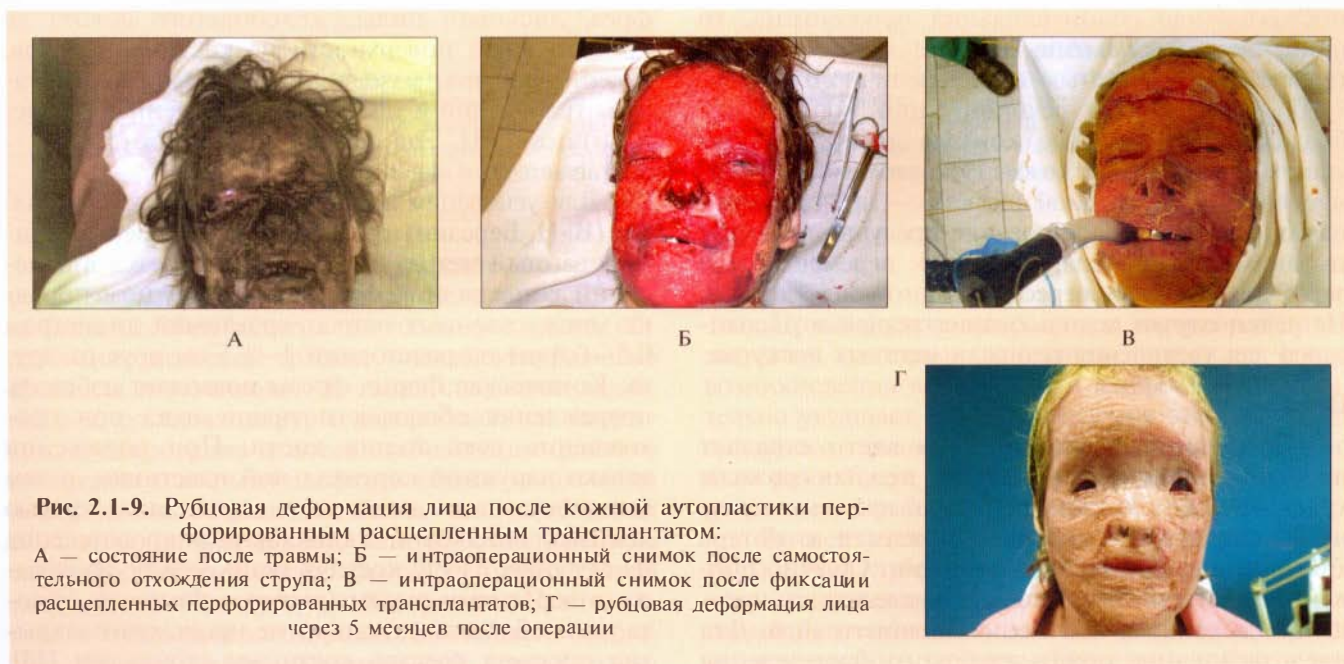 А
Б
В
Г
Рис. 2.1-9. Рубцовая деформация лица после кожной аутопластики пер-
форированным расщепленным трансплантатом:
А — состояние после травмы; Б — интраоперационный снимок после самостоя-
тельного отхождения струпа; В — интраоперационный снимок после фиксации
расщепленных перфорированных трансплантатов; Г — рубцовая деформация лица
через 5 месяцев после операции